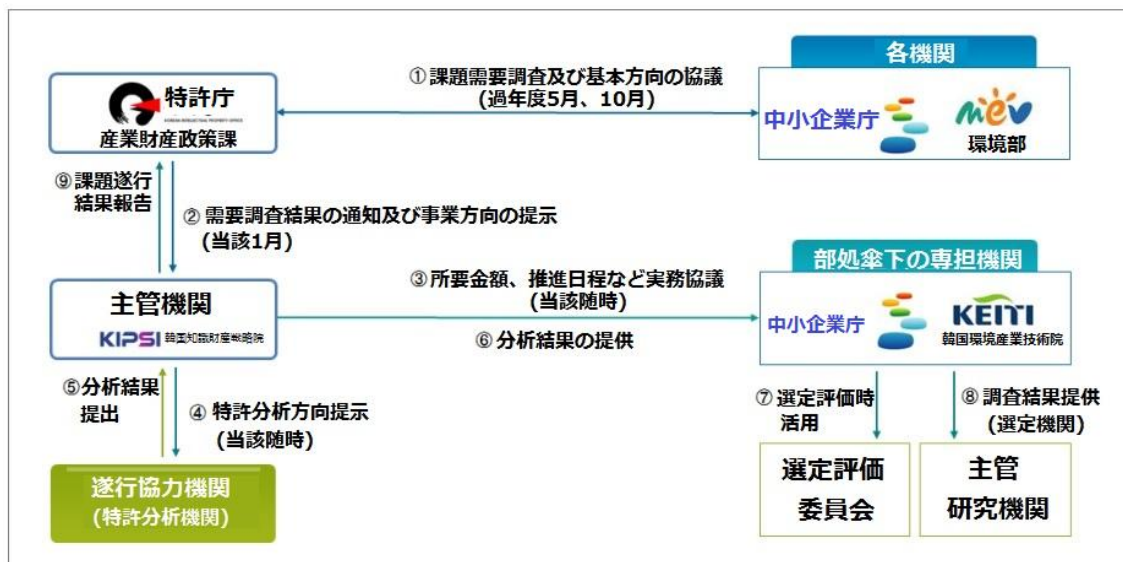 各機関
中小企業庁
mev
環境部
特許庁
産業財産政策課
① 課題需要調査及び基本方向の協議
(過年度5月、10月)
⑨ 課題遂行
結果報告
② 需要調査結果の通知及び事業方向の提示
(当該1月)
主管機関
KIPSI 韓国知識財産戦略院
③ 所要金額、推進日程など実務協議
(当該随時)
⑥ 分析結果の提供
部処傘下の専担機関
中小企業庁
KEITI
韓国環境産業技術院
⑤分析結果
提出
④ 特許分析方向提示
(当該随時)
⑦ 選定評価時
活用
⑧ 調査結果提供
(選定機関)
遂行協力機関
(特許分析機関)
選定評価
委員会
主管
研究機関